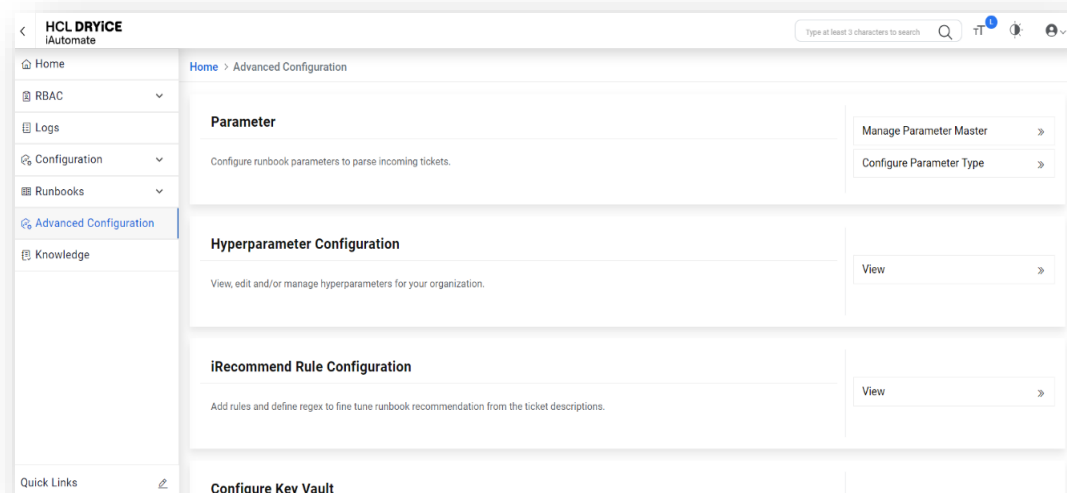 HCL DRYiCE
iAutomate
Type at least 3 characters to search
TT
L
Home
RBAC
Logs
Configuration
Runbooks
Advanced Configuration
Knowledge
Quick Links
Home > Advanced Configuration
Parameter
Configure runbook parameters to parse incoming tickets.
Manage Parameter Master
Configure Parameter Type
Hyperparameter Configuration
View, edit and/or manage hyperparameters for your organization.
View
iRecommend Rule Configuration
Add rules and define regex to fine tune runbook recommendation from the ticket descriptions.
View
Configure Key Vault